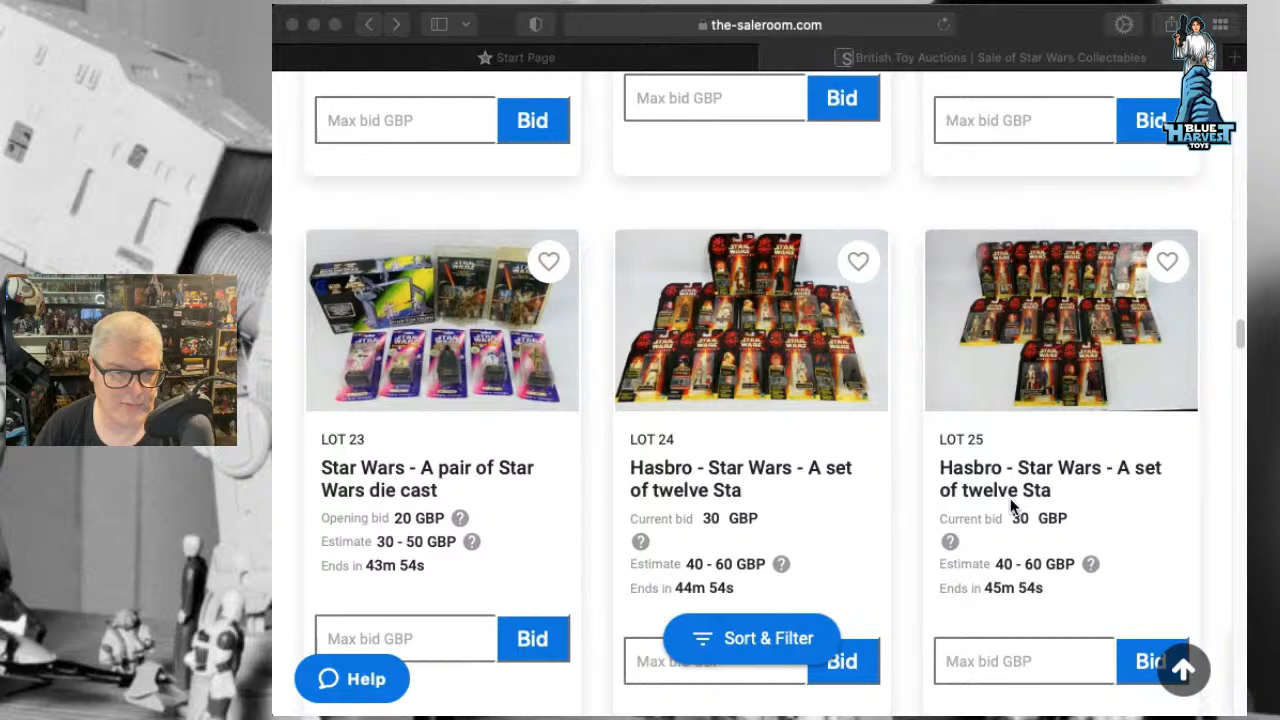 the-saleroom.com
Start Page
S British Toy Auctions | Sale of Star Wars Collectables
BLUE
HARVEST
TOYS
Max bid GBP Bid
Max bid GBP Bid
Max bid GBP Bid
LOT 23
Star Wars - A pair of Star
Wars die cast
Opening bid 20 GBP ?
Estimate 30 - 50 GBP ?
Ends in 43m 54s
Max bid GBP Bid
LOT 24
Hasbro - Star Wars - A set
of twelve Sta
Current bid 30 GBP
?
Estimate 40 - 60 GBP ?
Ends in 44m 54s
Bid
LOT 25
Hasbro - Star Wars - A set
of twelve Sta
Current bid 30 GBP
?
Estimate 40 - 60 GBP ?
Ends in 45m 54s
Max bid GBP Bid
Sort & Filter
Help